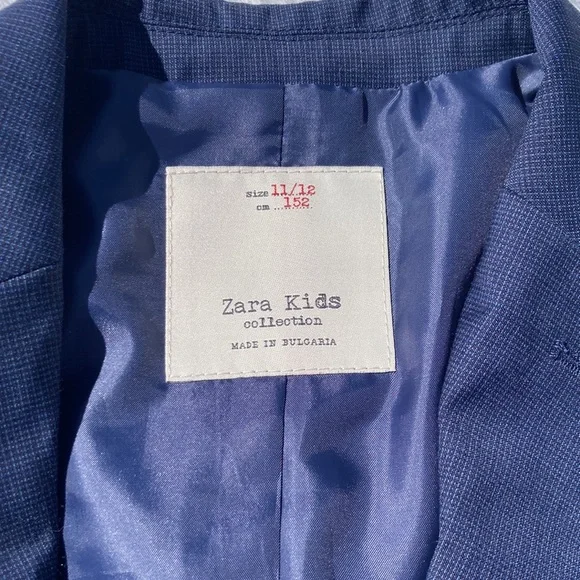 size 11/12
cm 152
Zara Kids
collection
MADE IN BULGARIA